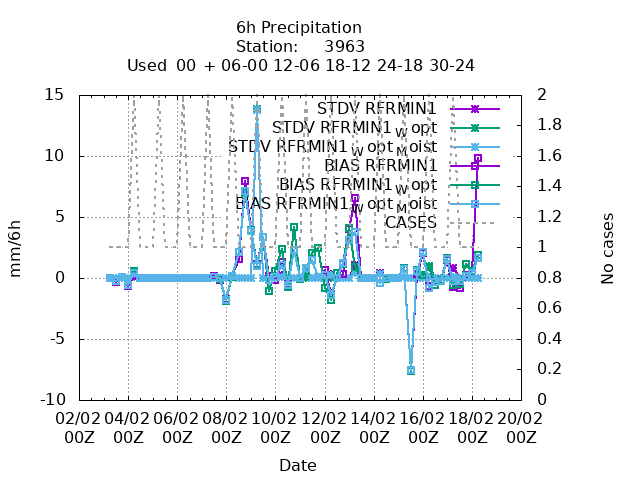 6h Precipitation
Station: 3963
Used 00 + 06-00 12-06 18-12 24-18 30-24
15
10
5
0
-5
-10
mm/6h
2
1.8
1.6
1.4
1.2
1
0.8
0.6
0.4
0.2
0
No cases
STDV RFRMIN1
STDV RFRMIN1_W opt
STDV RFRMIN1_W opt_M oist
BIAS RFRMIN1
BIAS RFRMIN1_W opt
BIAS RFRMIN1_W opt_M oist
CASES
02/02 04/02 06/02 08/02 10/02 12/02 14/02 16/02 18/02 20/02
00Z 00Z 00Z 00Z 00Z 00Z 00Z 00Z 00Z 00Z
Date